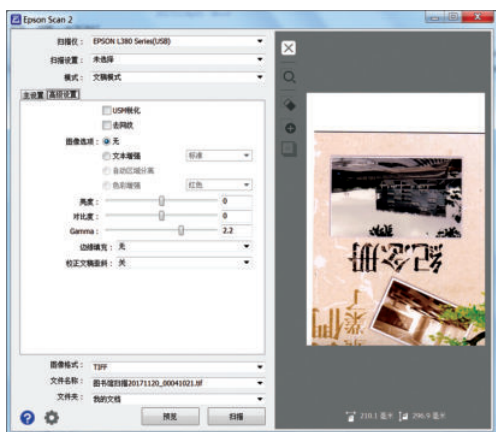 Epson Scan 2
扫描仪： EPSON L380 Series(USB)
扫描设置： 未选择
模式： 文稿模式
主设置 高级设置
USM锐化
去网纹
图像选项： 无
文本增强 标准
自动区域分离
色彩增强 红色
亮度： 0
对比度： 0
Gamma： 2.2
边缘填充： 无
校正文稿歪斜： 关
图像格式： TIFF
文件名称： 图书馆扫描20171120_00041021.tif
文件夹： 我的文档
预览 扫描
纪念册
210.1 毫米 296.9 毫米